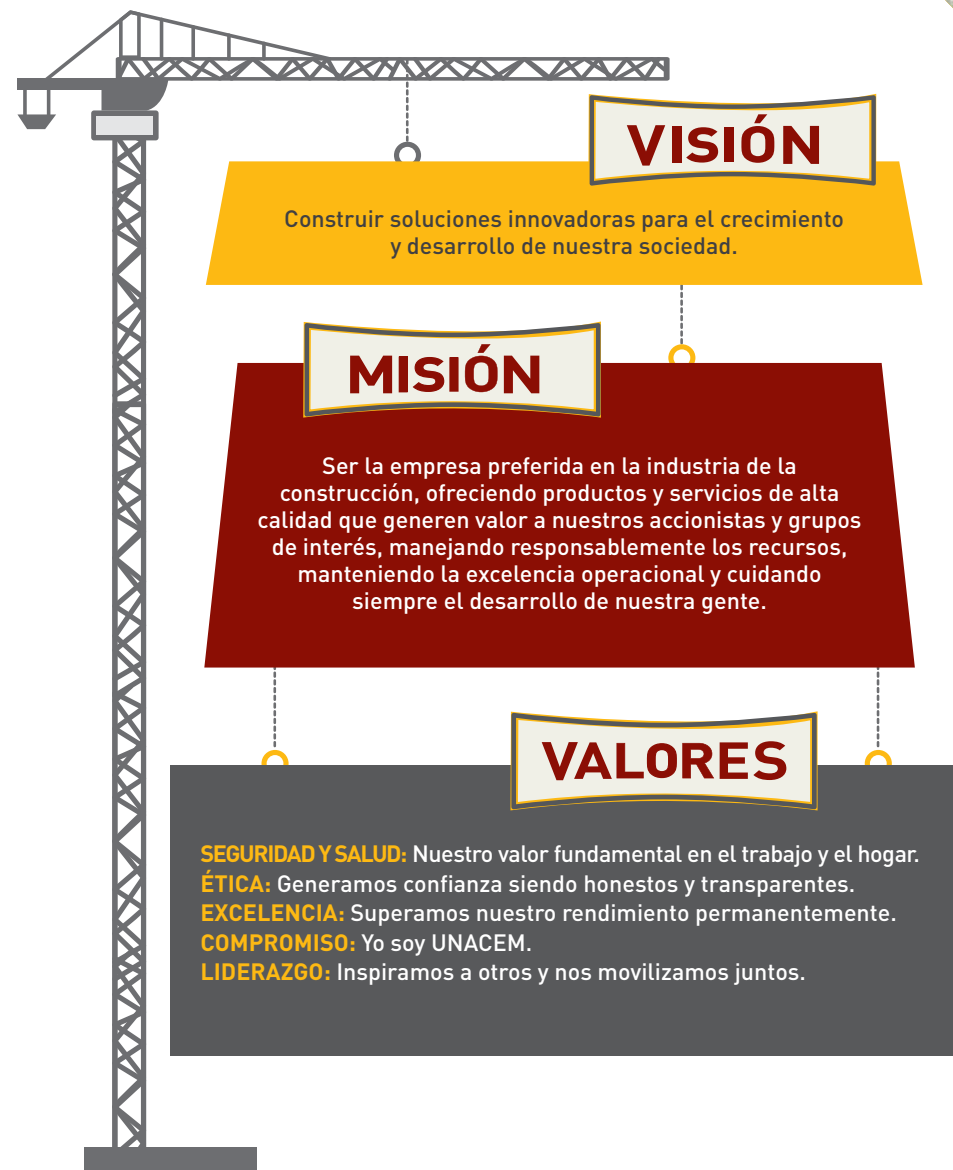 VISIÓN
Construir soluciones innovadoras para el crecimiento
y desarrollo de nuestra sociedad.
MISIÓN
Ser la empresa preferida en la industria de la
construcción, ofreciendo productos y servicios de alta
calidad que generen valor a nuestros accionistas y grupos
de interés, manejando responsablemente los recursos,
manteniendo la excelencia operacional y cuidando
siempre el desarrollo de nuestra gente.
VALORES
SEGURIDAD Y SALUD: Nuestro valor fundamental en el trabajo y el hogar.
ÉTICA: Generamos confianza siendo honestos y transparentes.
EXCELENCIA: Superamos nuestro rendimiento permanentemente.
COMPROMISO: Yo soy UNACEM.
LIDERAZGO: Inspiramos a otros y nos movilizamos juntos.